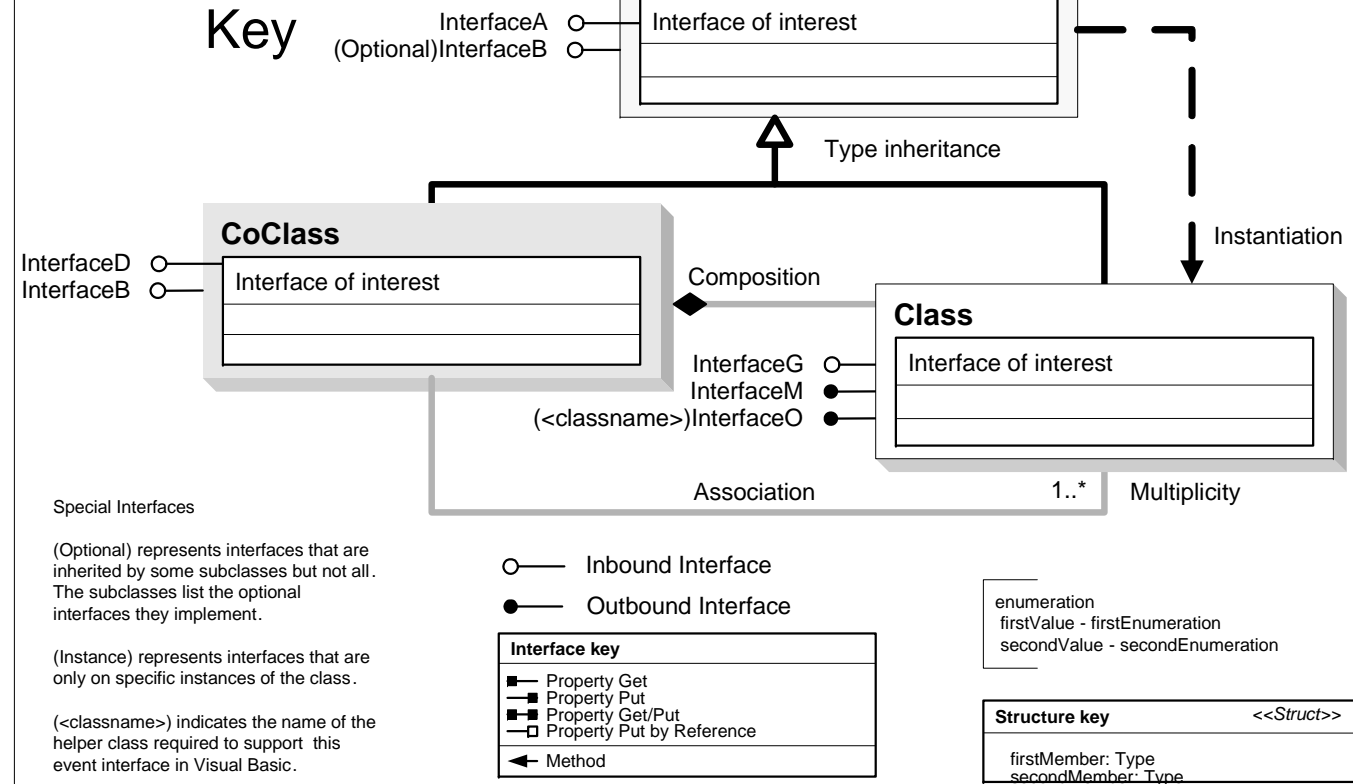 Key
InterfaceA
(Optional)InterfaceB
Interface of interest
Type inheritance
Instantiation
CoClass
InterfaceD
InterfaceB
Interface of interest
Composition
Class
InterfaceG
InterfaceM
(<classname>)InterfaceO
Interface of interest
Association
1..*
Multiplicity
Special Interfaces
(Optional) represents interfaces that are
inherited by some subclasses but not all.
The subclasses list the optional
interfaces they implement.
(Instance) represents interfaces that are
only on specific instances of the class.
(<classname>) indicates the name of the
helper class required to support this
event interface in Visual Basic.
Inbound Interface
Outbound Interface
Interface key
Property Get
Property Put
Property Get/Put
Property Put by Reference
Method
enumeration
firstValue - firstEnumeration
secondValue - secondEnumeration
Structure key <<Struct>>
firstMember: Type
secondMember: Type